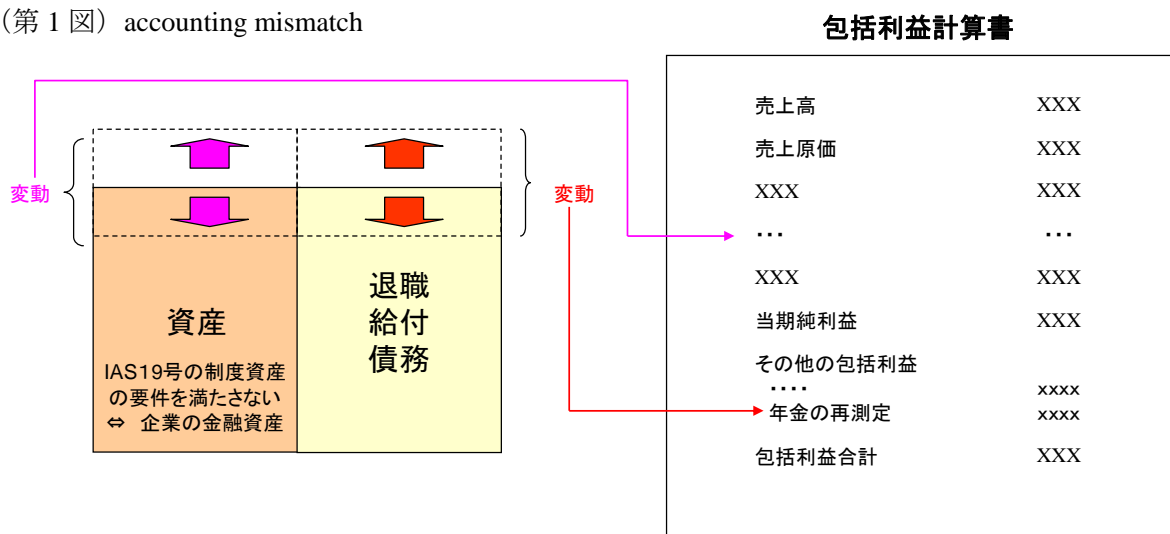 (第1図) accounting mismatch
包括利益計算書
変動
変動
資産
IAS19号の制度資産
の要件を満たさない
⇔ 企業の金融資産
退職
給付
債務
売上高 XXX
売上原価 XXX
XXX XXX
... ...
XXX XXX
当期純利益 XXX
その他の包括利益
・・・・ xxxx
年金の再測定 xxxx
包括利益合計 XXX